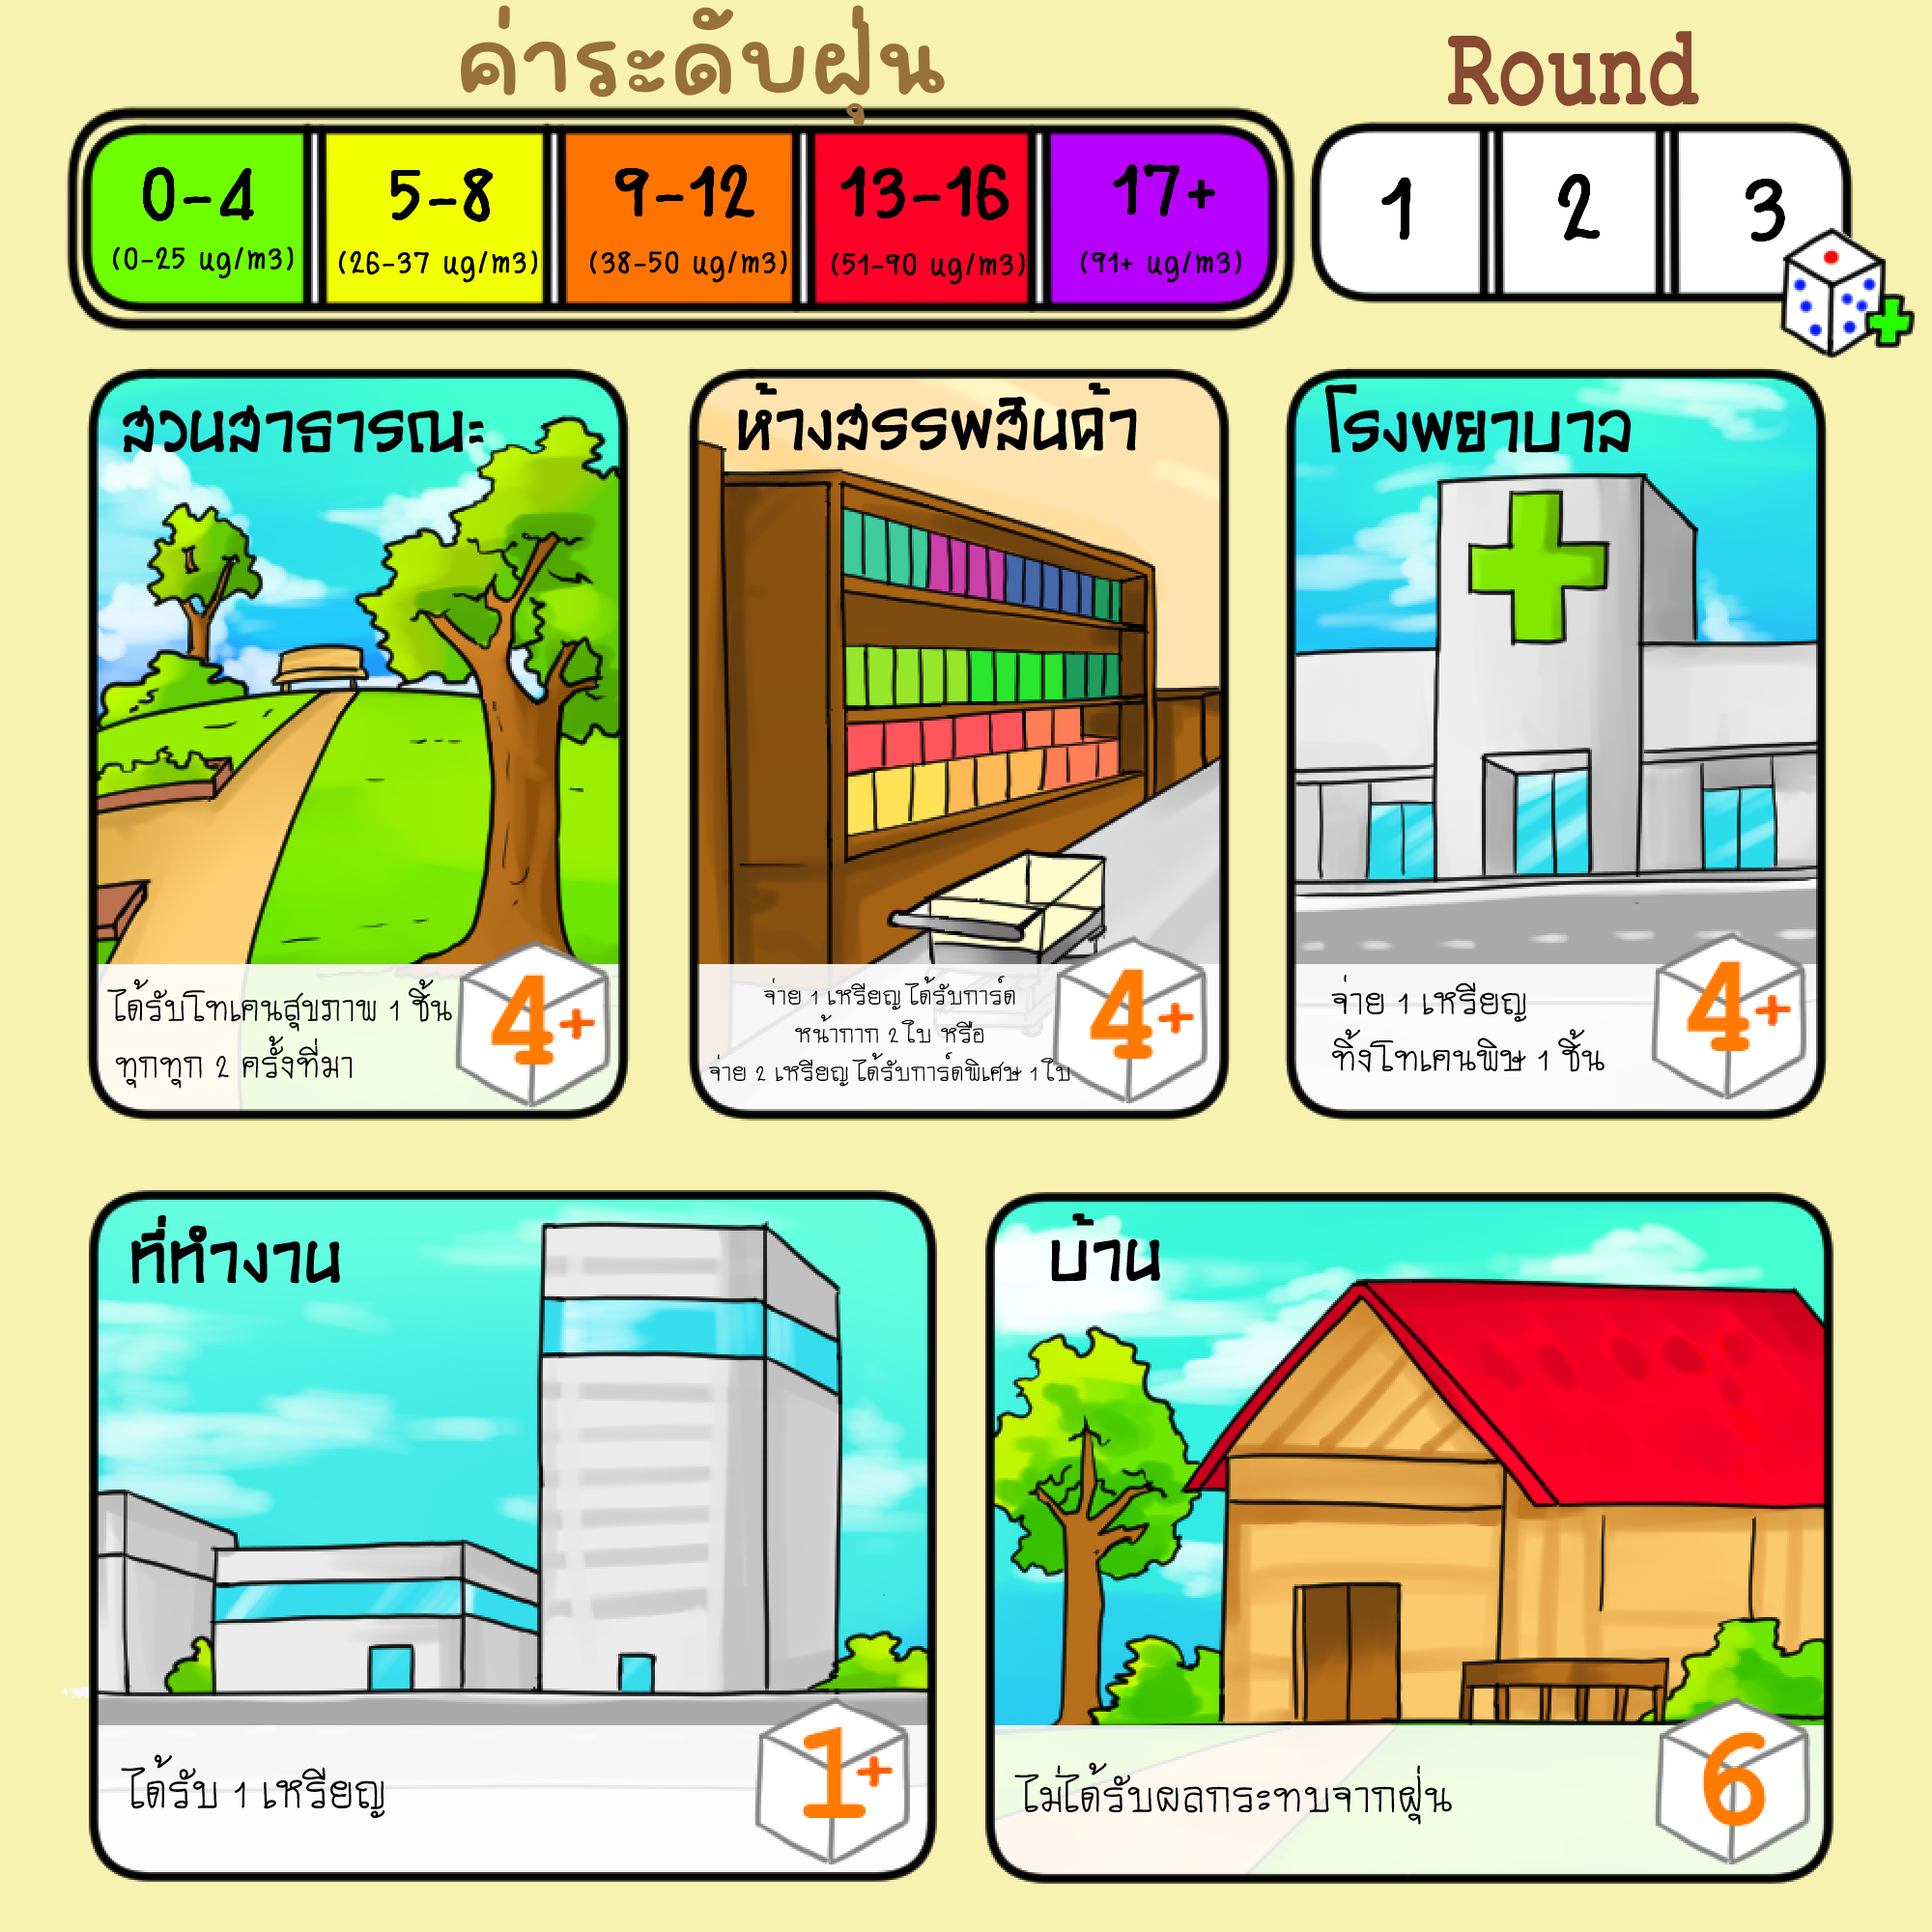 ค่าระดับฝุ่น
Round
0-4
5-8
9-12
13-16
17+
(0-25 ug/m3)
(26-37 ug/m3)
(38-50 ug/m3)
(51-90 ug/m3)
(91+ ug/m3)
1
2
3
สวนสาธารณะ
ได้รับโทเคนสุขภาพ 1 ชิ้น
ทุกทุก 2 ครั้งที่มา
4+
ห้างสรรพสินค้า
จ่าย 1 เหรียญ ได้รับการ์ด
หน้ากาก 2 ใบ หรือ
จ่าย 2 เหรียญ ได้รับการ์ดพิเศษ 1 ใบ
4+
โรงพยาบาล
จ่าย 1 เหรียญ
ทิ้งโทเคนพิษ 1 ชิ้น
4+
ที่ทำงาน
ได้รับ 1 เหรียญ
1+
บ้าน
ไม่ได้รับผลกระทบจากฝุ่น
6